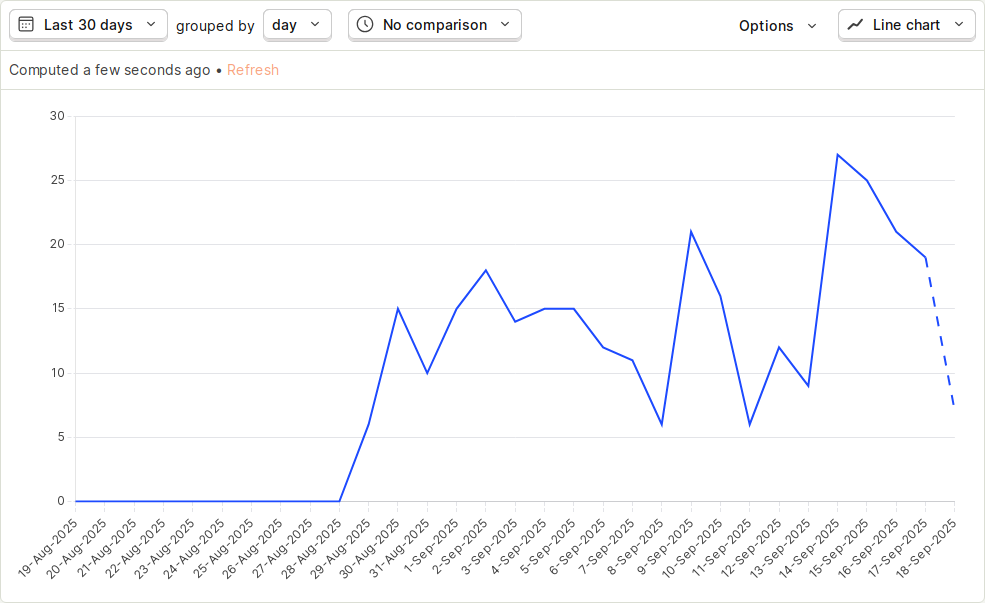 Last 30 days grouped by day No comparison Options Line chart
Computed a few seconds ago • Refresh
30
25
20
15
10
5
0
19-Aug-2025
20-Aug-2025
21-Aug-2025
22-Aug-2025
23-Aug-2025
24-Aug-2025
25-Aug-2025
26-Aug-2025
27-Aug-2025
28-Aug-2025
29-Aug-2025
30-Aug-2025
31-Aug-2025
1-Sep-2025
2-Sep-2025
3-Sep-2025
4-Sep-2025
5-Sep-2025
6-Sep-2025
7-Sep-2025
8-Sep-2025
9-Sep-2025
10-Sep-2025
11-Sep-2025
12-Sep-2025
13-Sep-2025
14-Sep-2025
15-Sep-2025
16-Sep-2025
17-Sep-2025
18-Sep-2025